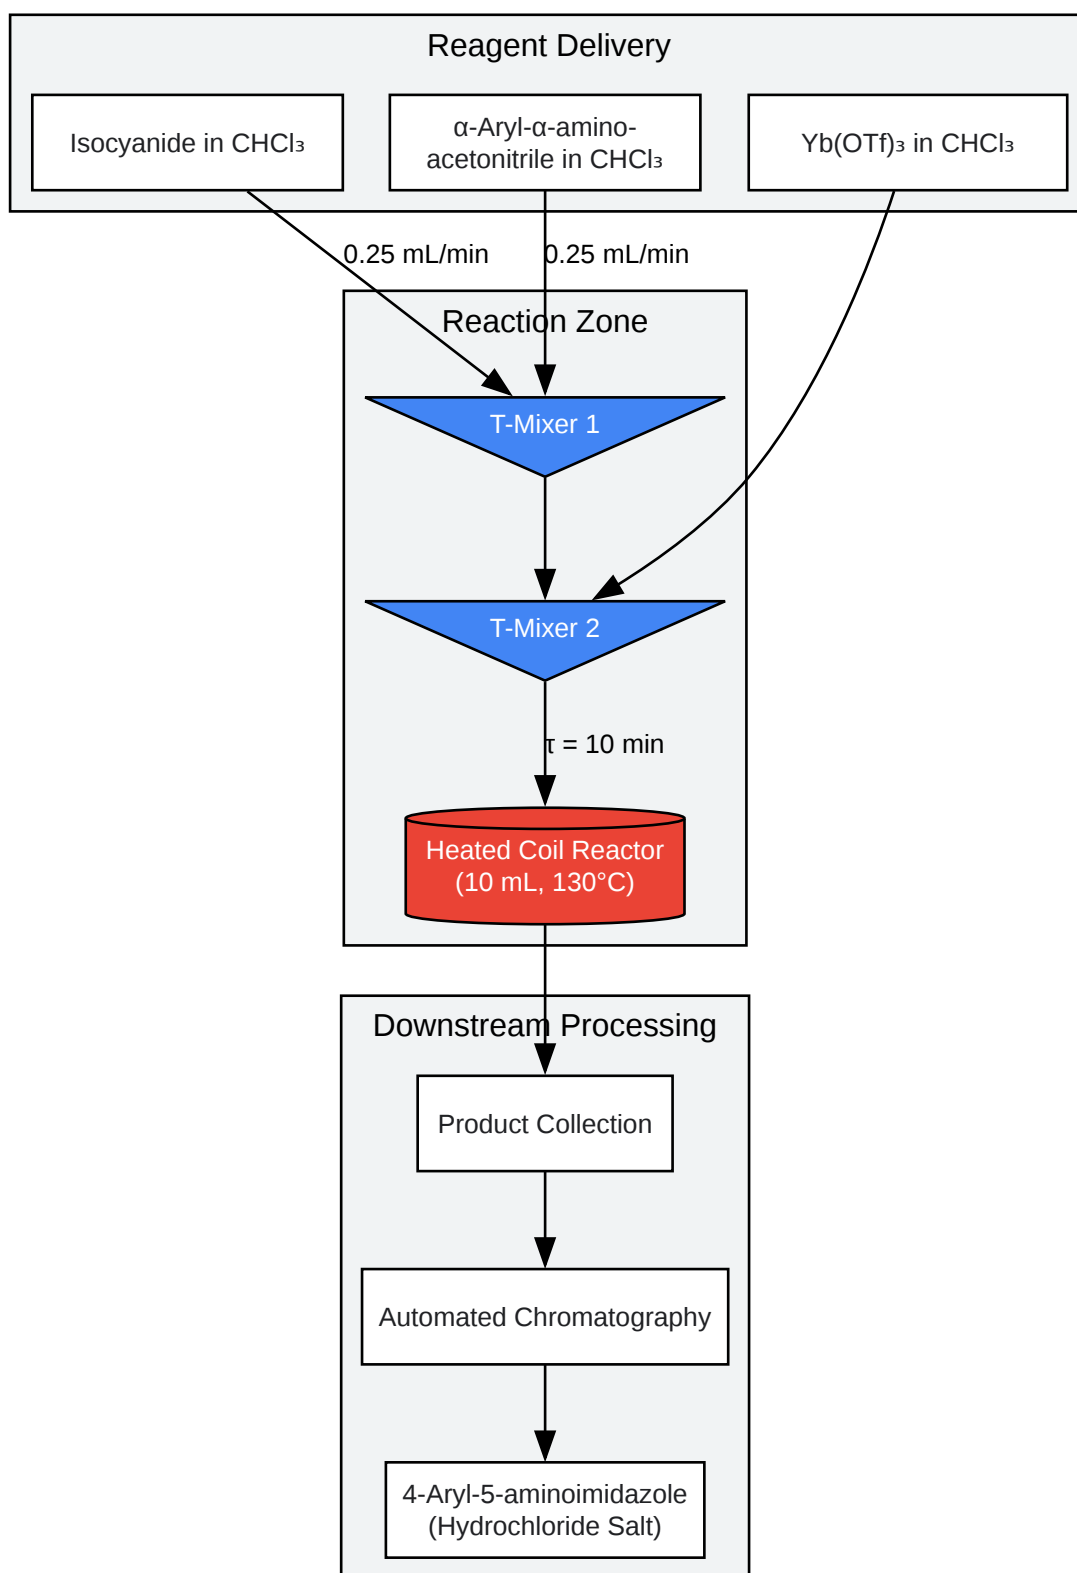 Reagent Delivery
Isocyanide in CHCl₃
α-Aryl-α-amino-
acetonitrile in CHCl₃
Yb(OTf)₃ in CHCl₃
0.25 mL/min
0.25 mL/min
Reaction Zone
T-Mixer 1
T-Mixer 2
τ = 10 min
Heated Coil Reactor
(10 mL, 130°C)
Downstream Processing
Product Collection
Automated Chromatography
4-Aryl-5-aminoimidazole
(Hydrochloride Salt)